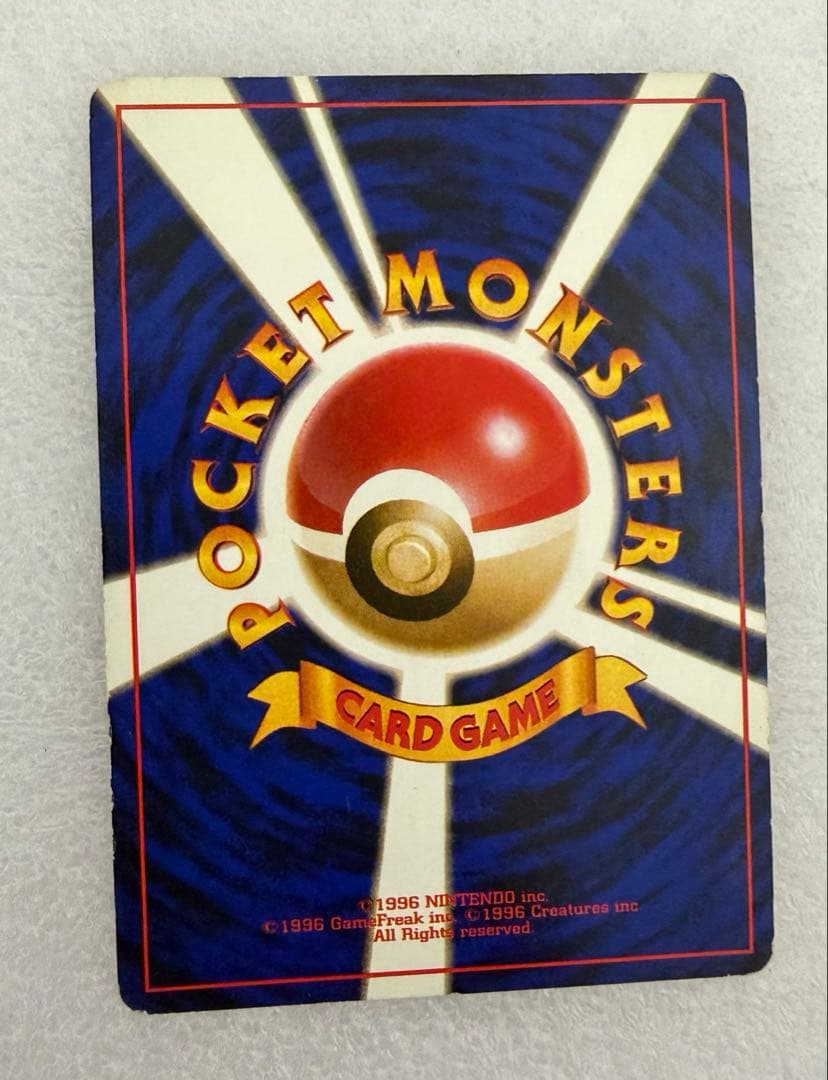 POCKET MONSTERS
CARD GAME
©1996 NINTENDO inc.
©1996 GameFreak inc. ©1996 Creatures inc
All Rights reserved.